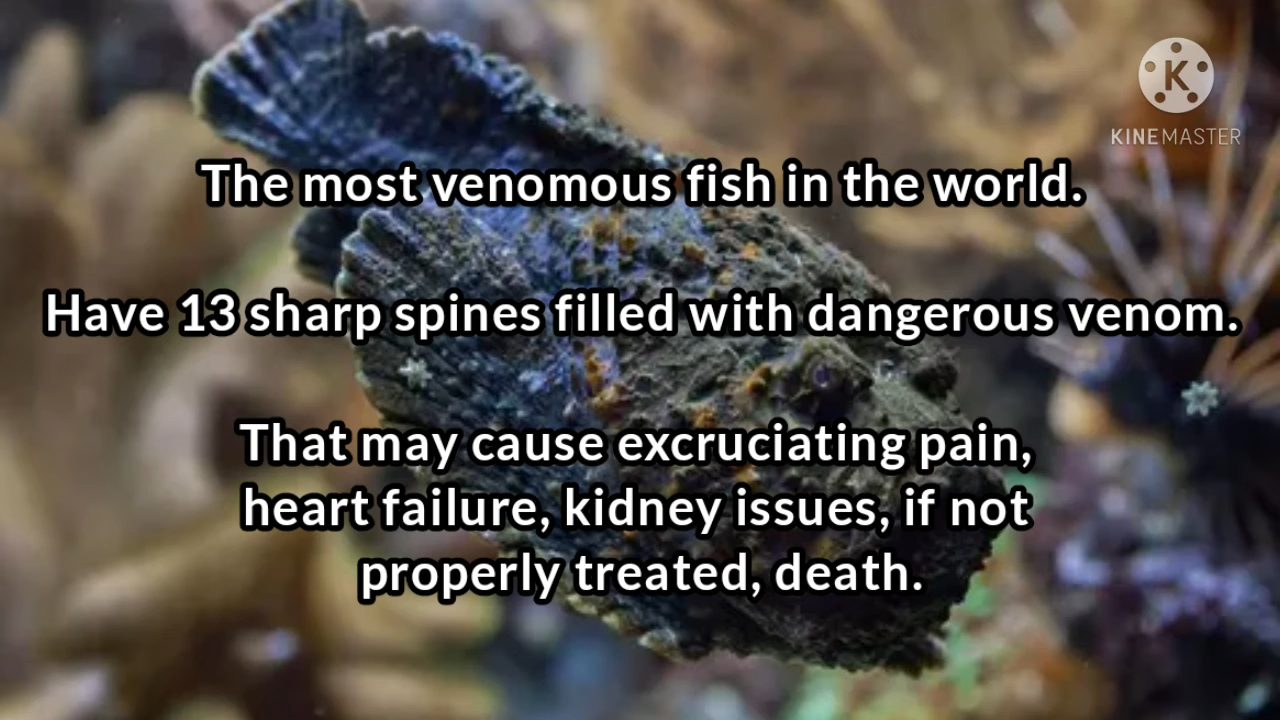 KINEMASTER
The most venomous fish in the world.
Have 13 sharp spines filled with dangerous venom.
That may cause excruciating pain,
heart failure, kidney issues, if not
properly treated, death.